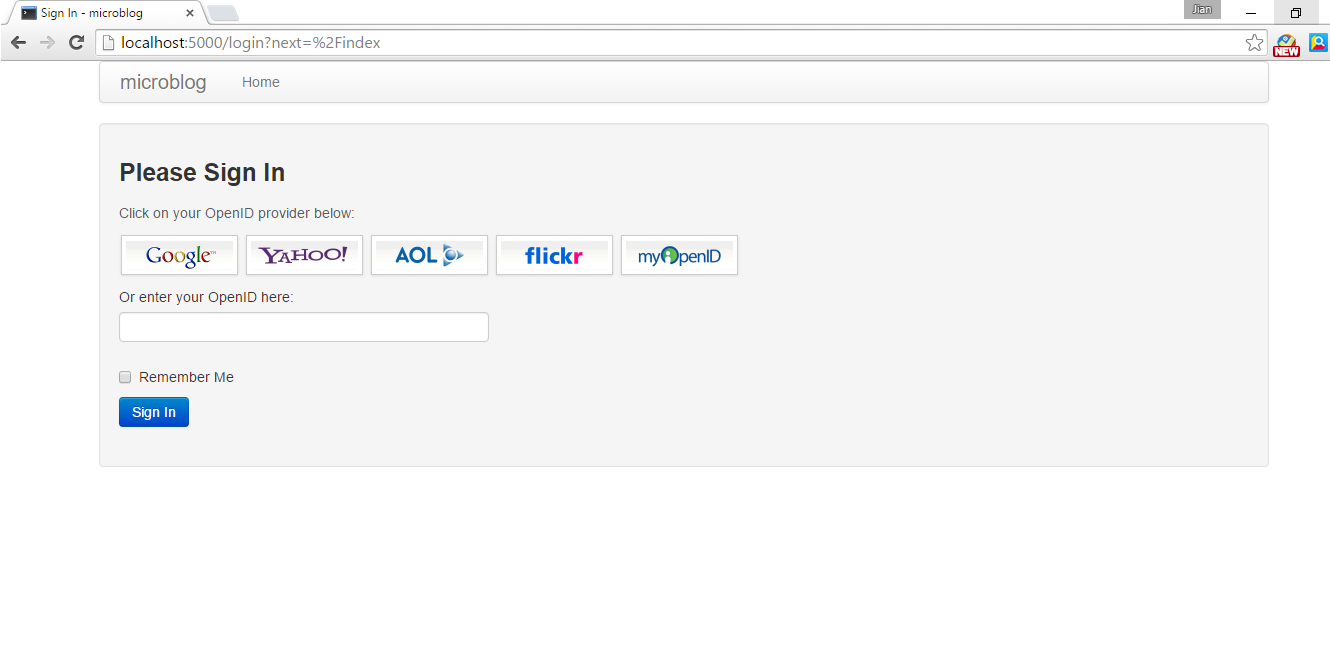 Sign In - microblog
Jian
localhost:5000/login?next=%2Findex
NEW
microblog Home
Please Sign In
Click on your OpenID provider below:
Google™ YAHOO! AOL flickr myOpenID
Or enter your OpenID here:
Remember Me
Sign In